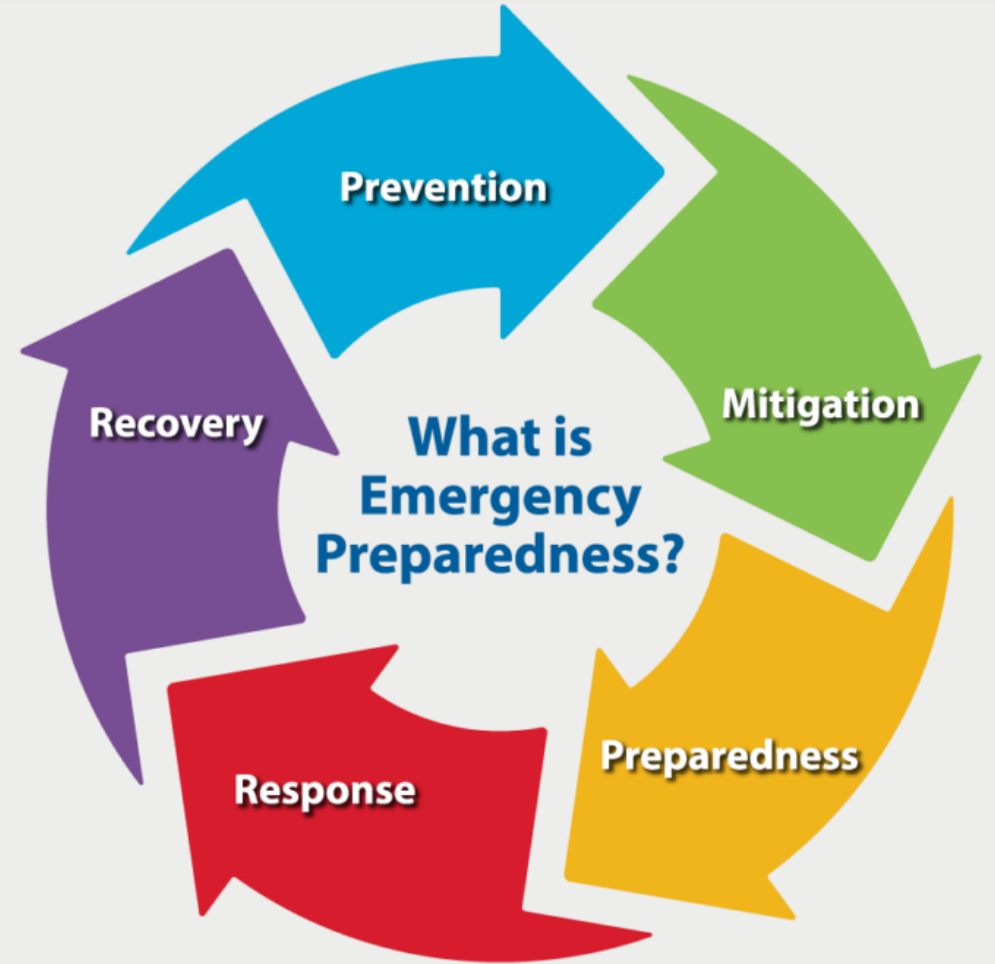 Prevention
Mitigation
Recovery
What is
Emergency
Preparedness?
Preparedness
Response